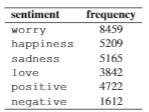 sentiment frequency
worry 8459
happiness 5209
sadness 5165
love 3842
positive 4722
negative 1612